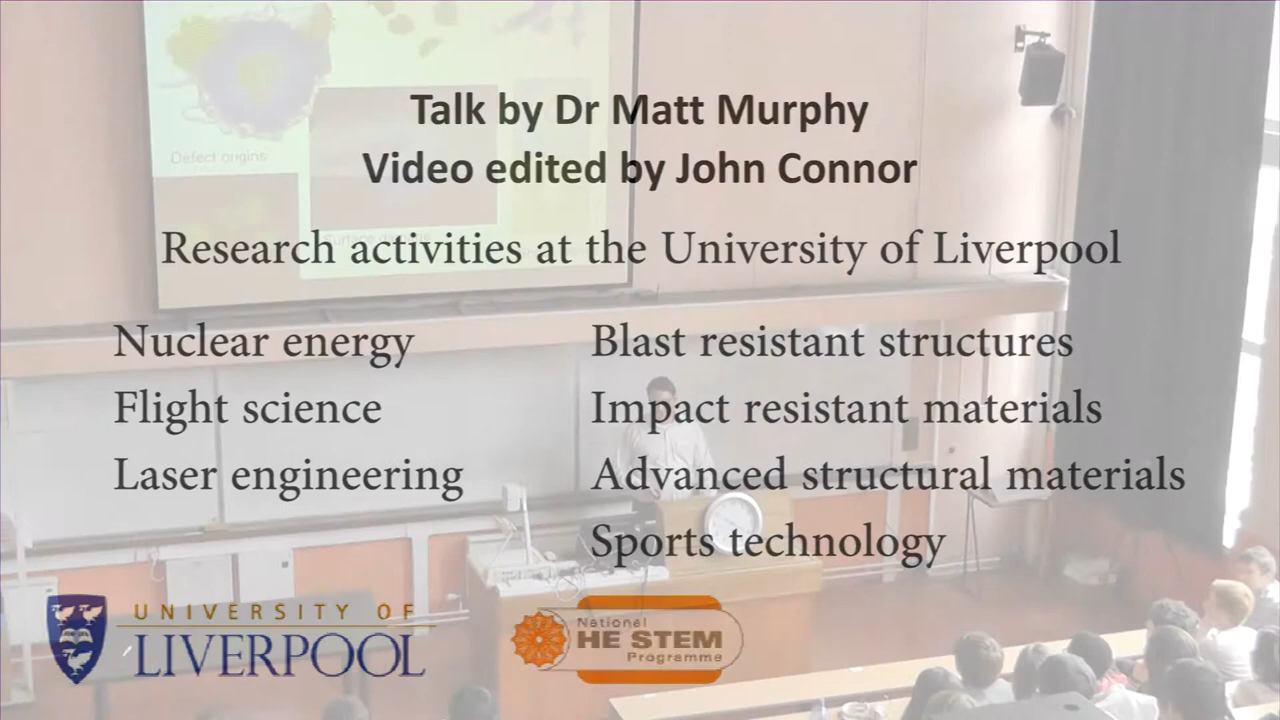 Talk by Dr Matt Murphy
Video edited by John Connor
Research activities at the University of Liverpool
Nuclear energy
Flight science
Laser engineering
Blast resistant structures
Impact resistant materials
Advanced structural materials
Sports technology
Defect origins
UNIVERSITY OF
LIVERPOOL
National
HE STEM
Programme